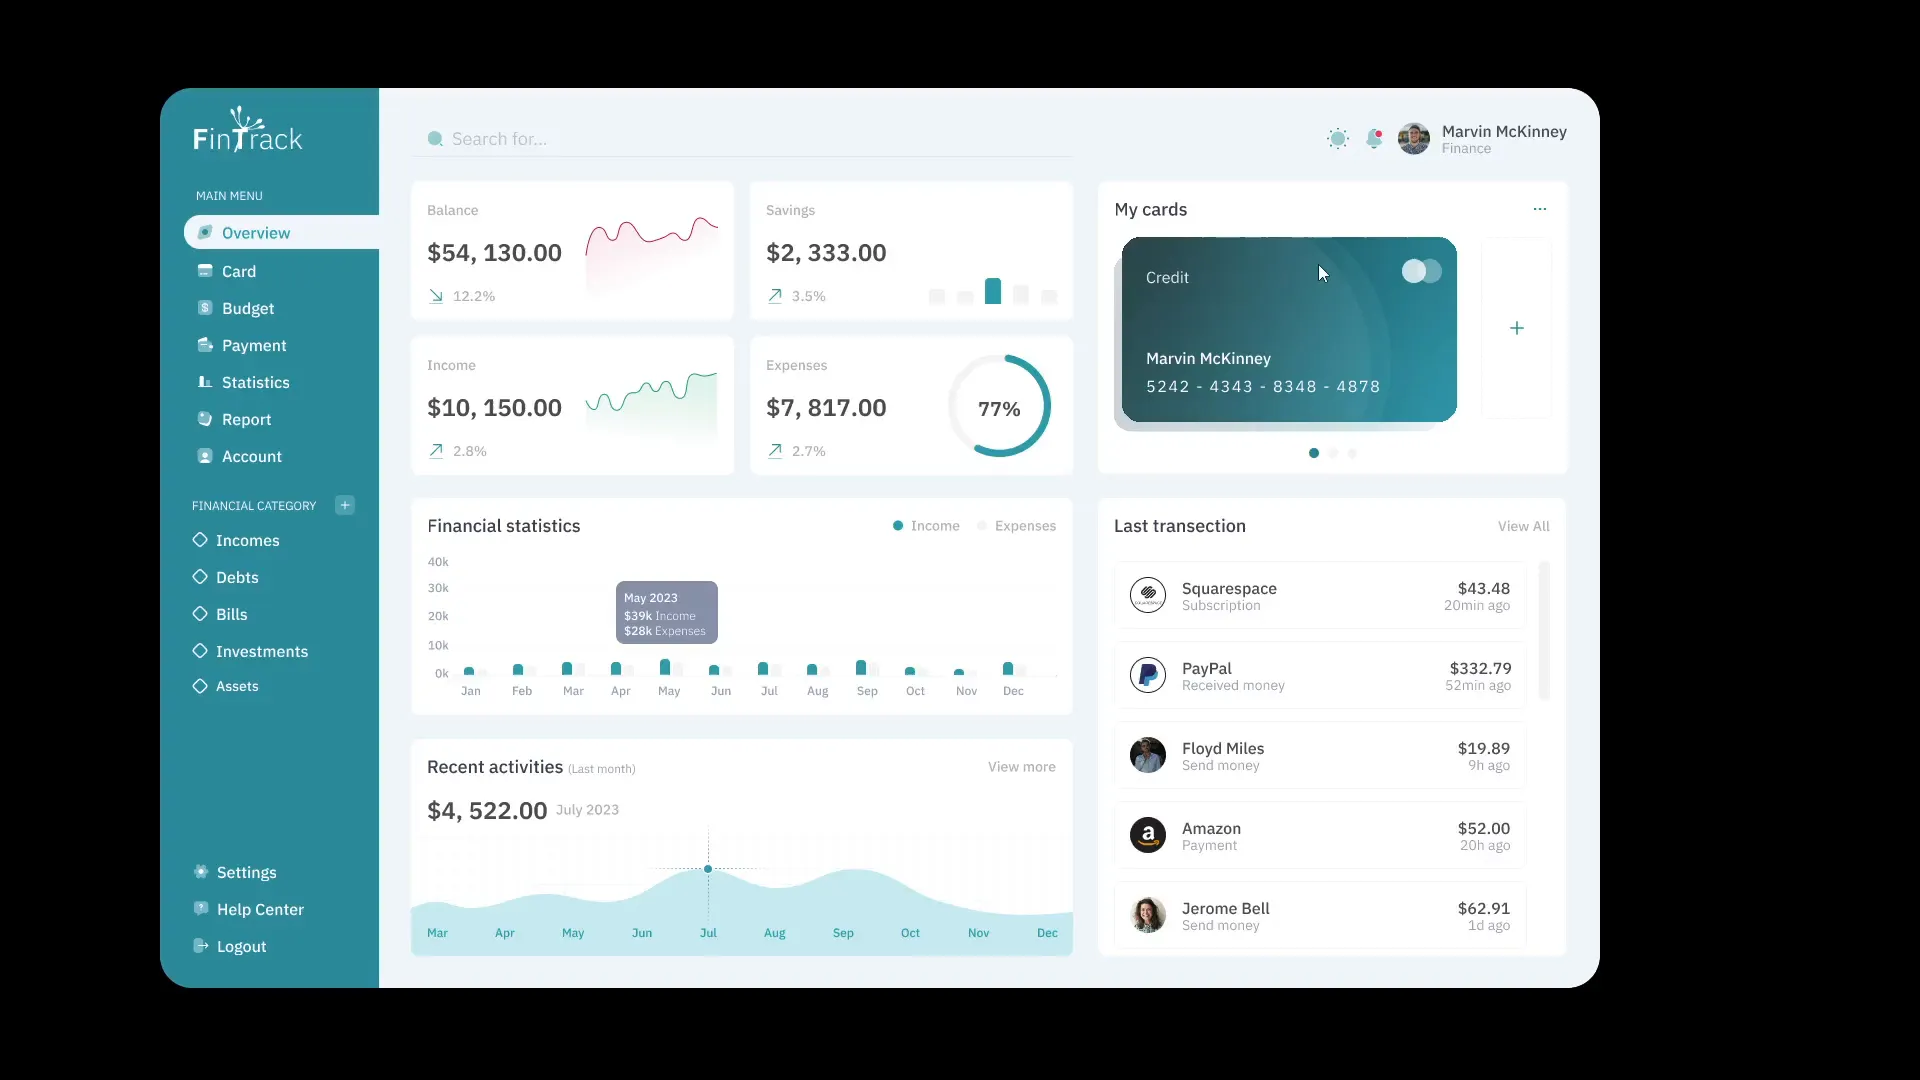 FinTrack
MAIN MENU
Overview
Card
Budget
Payment
Statistics
Report
Account
FINANCIAL CATEGORY +
Incomes
Debts
Bills
Investments
Assets
Settings
Help Center
Logout
Search for...
Marvin McKinney
Finance
Balance
$54, 130.00
12.2%
Savings
$2, 333.00
3.5%
Income
$10, 150.00
2.8%
Expenses
$7, 817.00
2.7%
77%
My cards
...
Credit
Marvin McKinney
5242 - 4343 - 8348 - 4878
+
Financial statistics
Income Expenses
40k
30k
20k
10k
0k
May 2023
$39k Income
$28k Expenses
Jan Feb Mar Apr May Jun Jul Aug Sep Oct Nov Dec
Recent activities (Last month)
View more
$4, 522.00 July 2023
Mar Apr May Jun Jul Aug Sep Oct Nov Dec
Last transection
View All
Squarespace $43.48
Subscription 20min ago
PayPal $332.79
Received money 52min ago
Floyd Miles $19.89
Send money 9h ago
Amazon $52.00
Payment 20h ago
Jerome Bell $62.91
Send money 1d ago